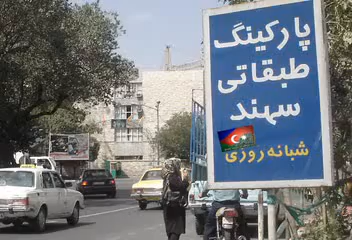 پارکینگ
طبقاتی
سهند
شبانه روزی